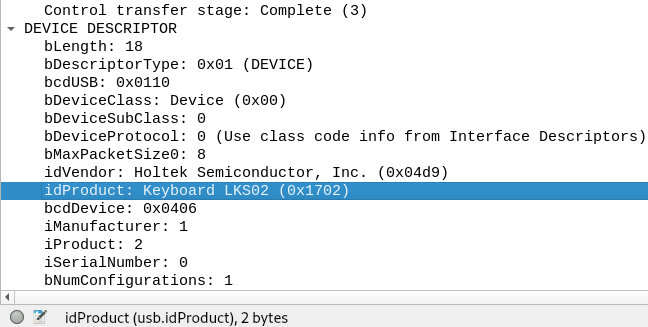 Control transfer stage: Complete (3)
DEVICE DESCRIPTOR
bLength: 18
bDescriptorType: 0x01 (DEVICE)
bcdUSB: 0x0110
bDeviceClass: Device (0x00)
bDeviceSubClass: 0
bDeviceProtocol: 0 (Use class code info from Interface Descriptors)
bMaxPacketSize0: 8
idVendor: Holtek Semiconductor, Inc. (0x04d9)
idProduct: Keyboard LKS02 (0x1702)
bcdDevice: 0x0406
iManufacturer: 1
iProduct: 2
iSerialNumber: 0
bNumConfigurations: 1
idProduct (usb.idProduct), 2 bytes